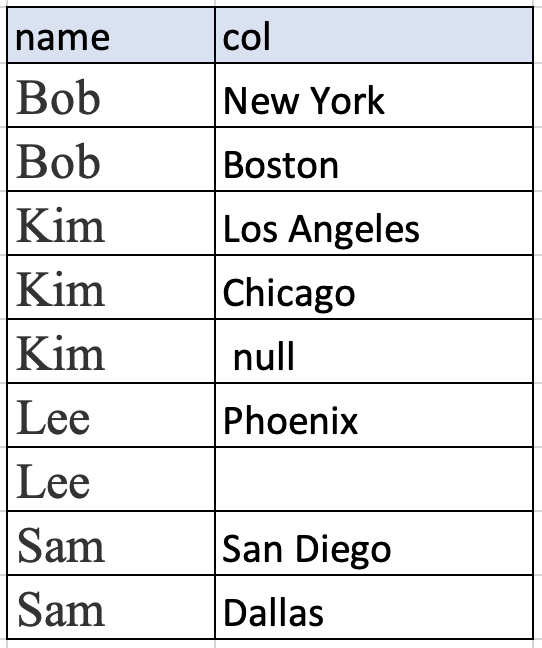 name col
Bob New York
Bob Boston
Kim Los Angeles
Kim Chicago
Kim null
Lee Phoenix
Lee
Sam San Diego
Sam Dallas